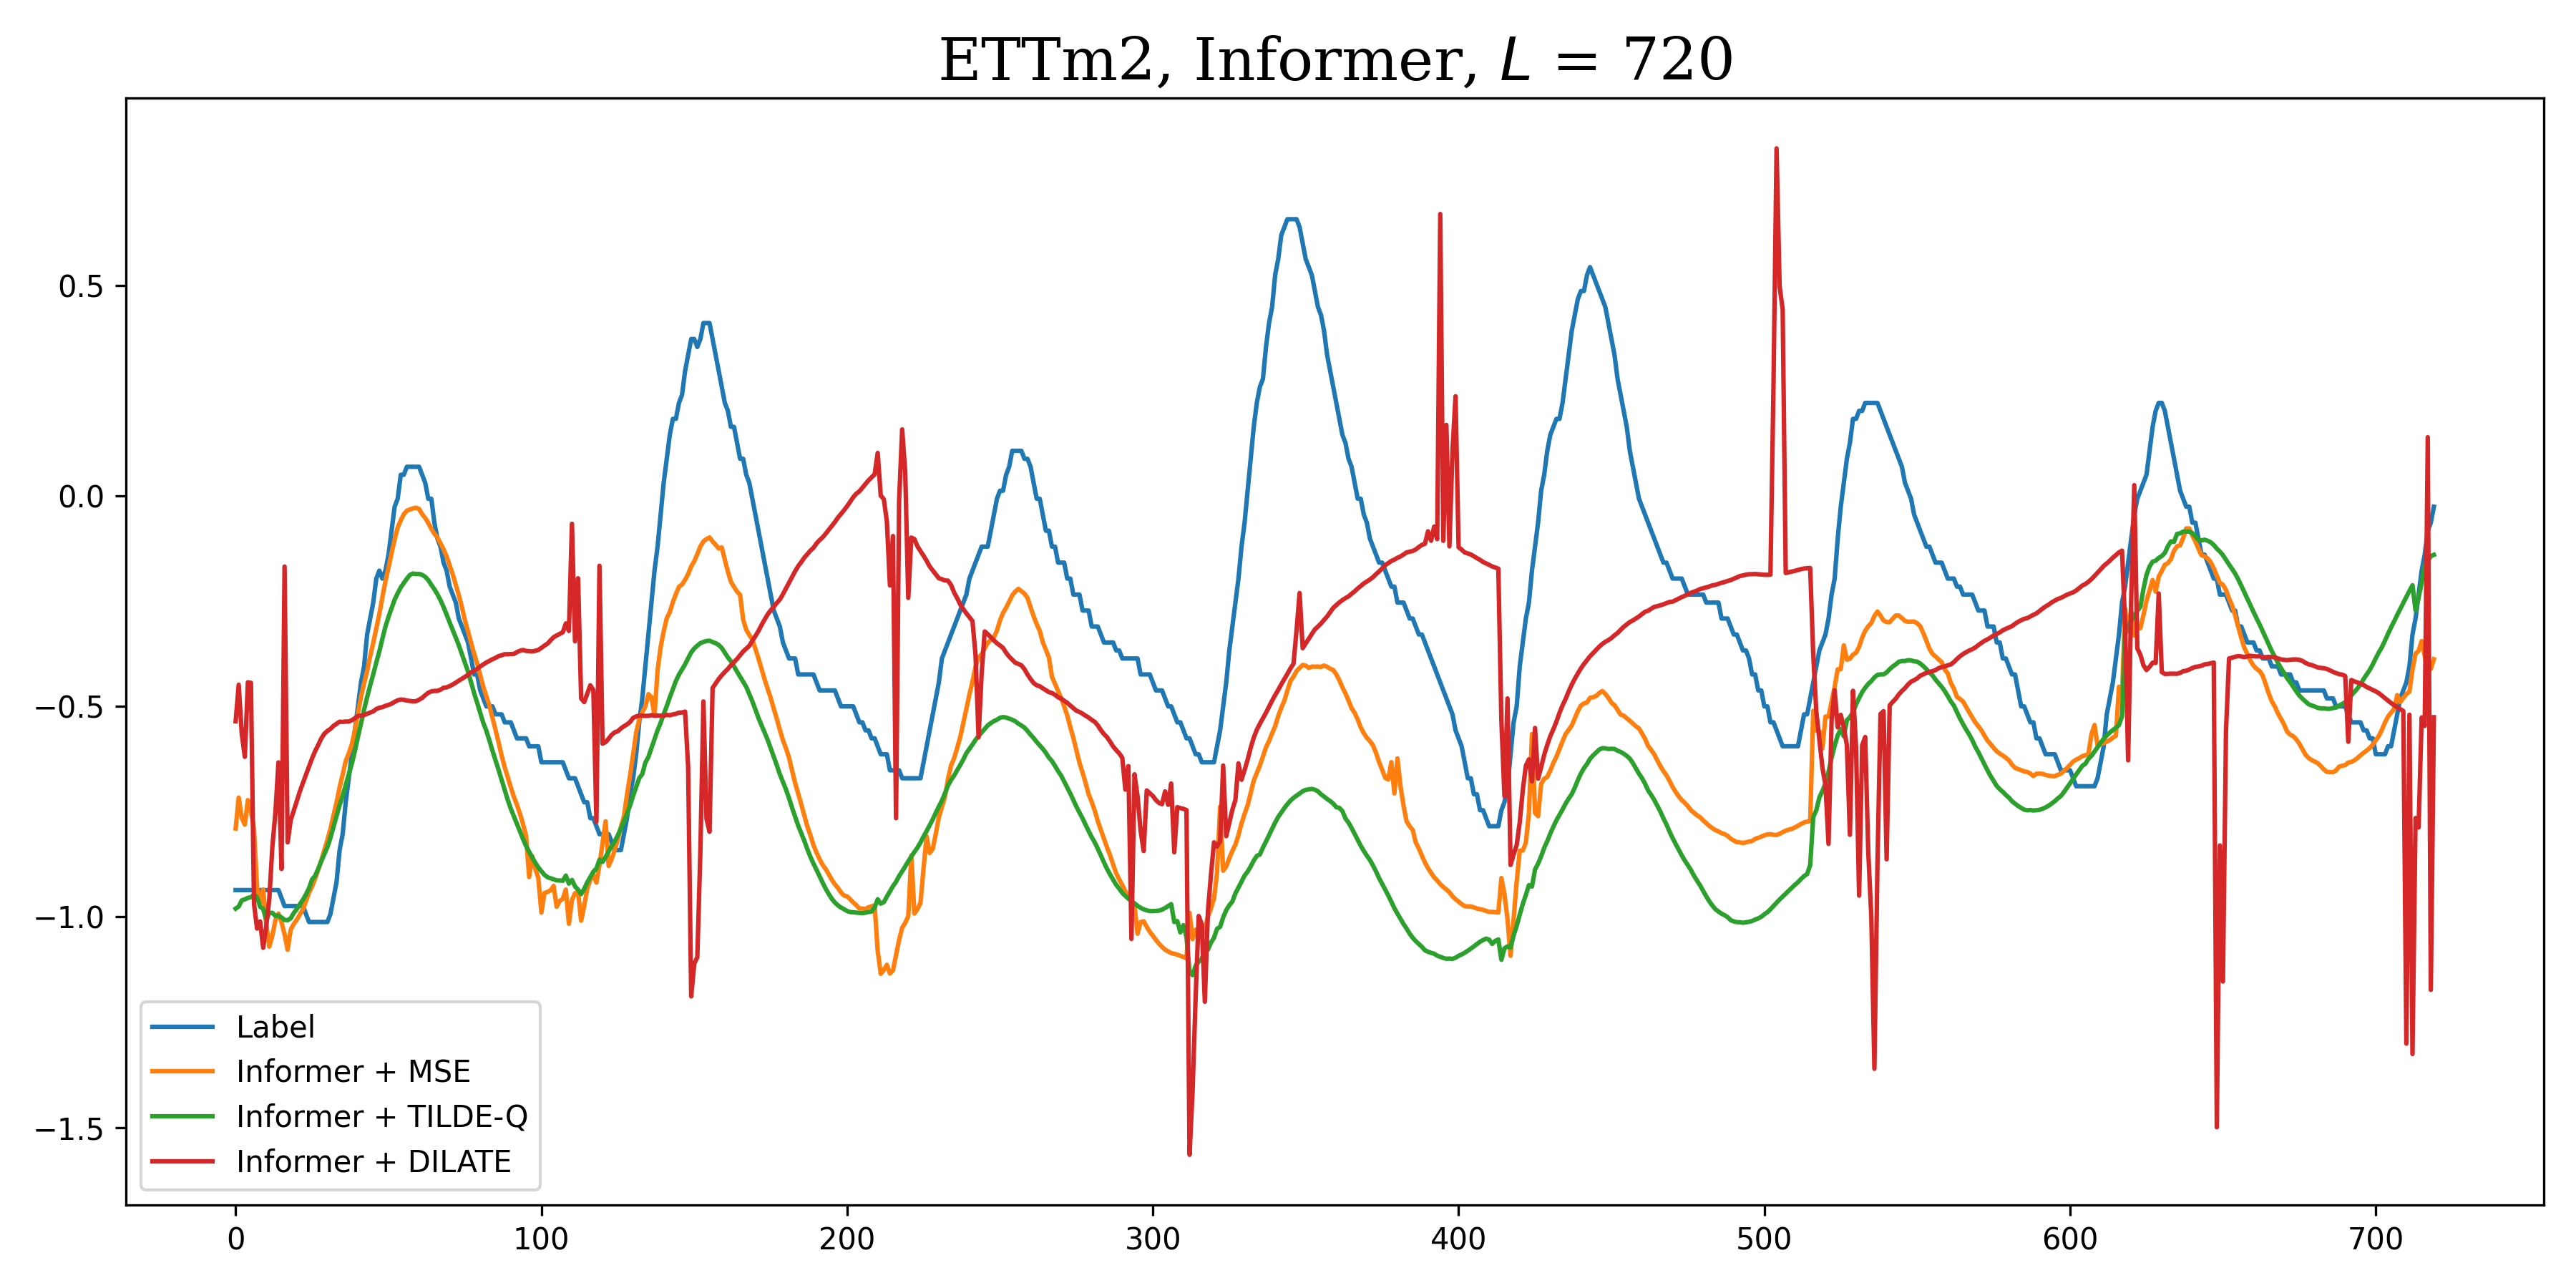 ETTm2, Informer, L = 720
0.5
0.0
−0.5
−1.0
−1.5
Label
Informer + MSE
Informer + TILDE-Q
Informer + DILATE
0 100 200 300 400 500 600 700